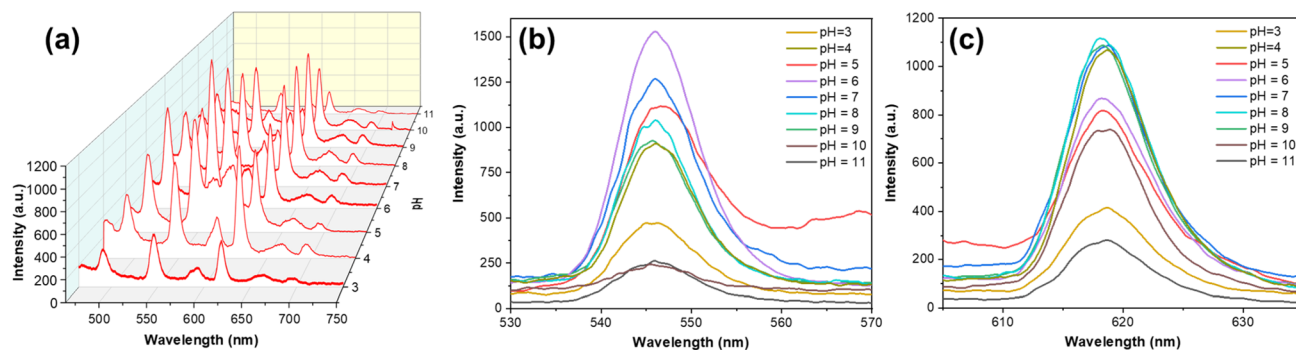 (a)
Intensity (a.u.)
1200
1000
800
600
400
200
0
500
550
600
650
700
750
Wavelength (nm)
3
4
5
6
7
8
9
10
11
pH
(b)
Intensity (a.u.)
1500
1250
1000
750
500
250
0
530
540
550
560
570
Wavelength (nm)
pH=3
pH=4
pH = 5
pH = 6
pH = 7
pH = 8
pH = 9
pH = 10
pH = 11
(c)
Intensity (a.u.)
1200
1000
800
600
400
200
0
610
620
630
Wavelength (nm)
pH=3
pH=4
pH = 5
pH = 6
pH = 7
pH = 8
pH = 9
pH = 10
pH = 11